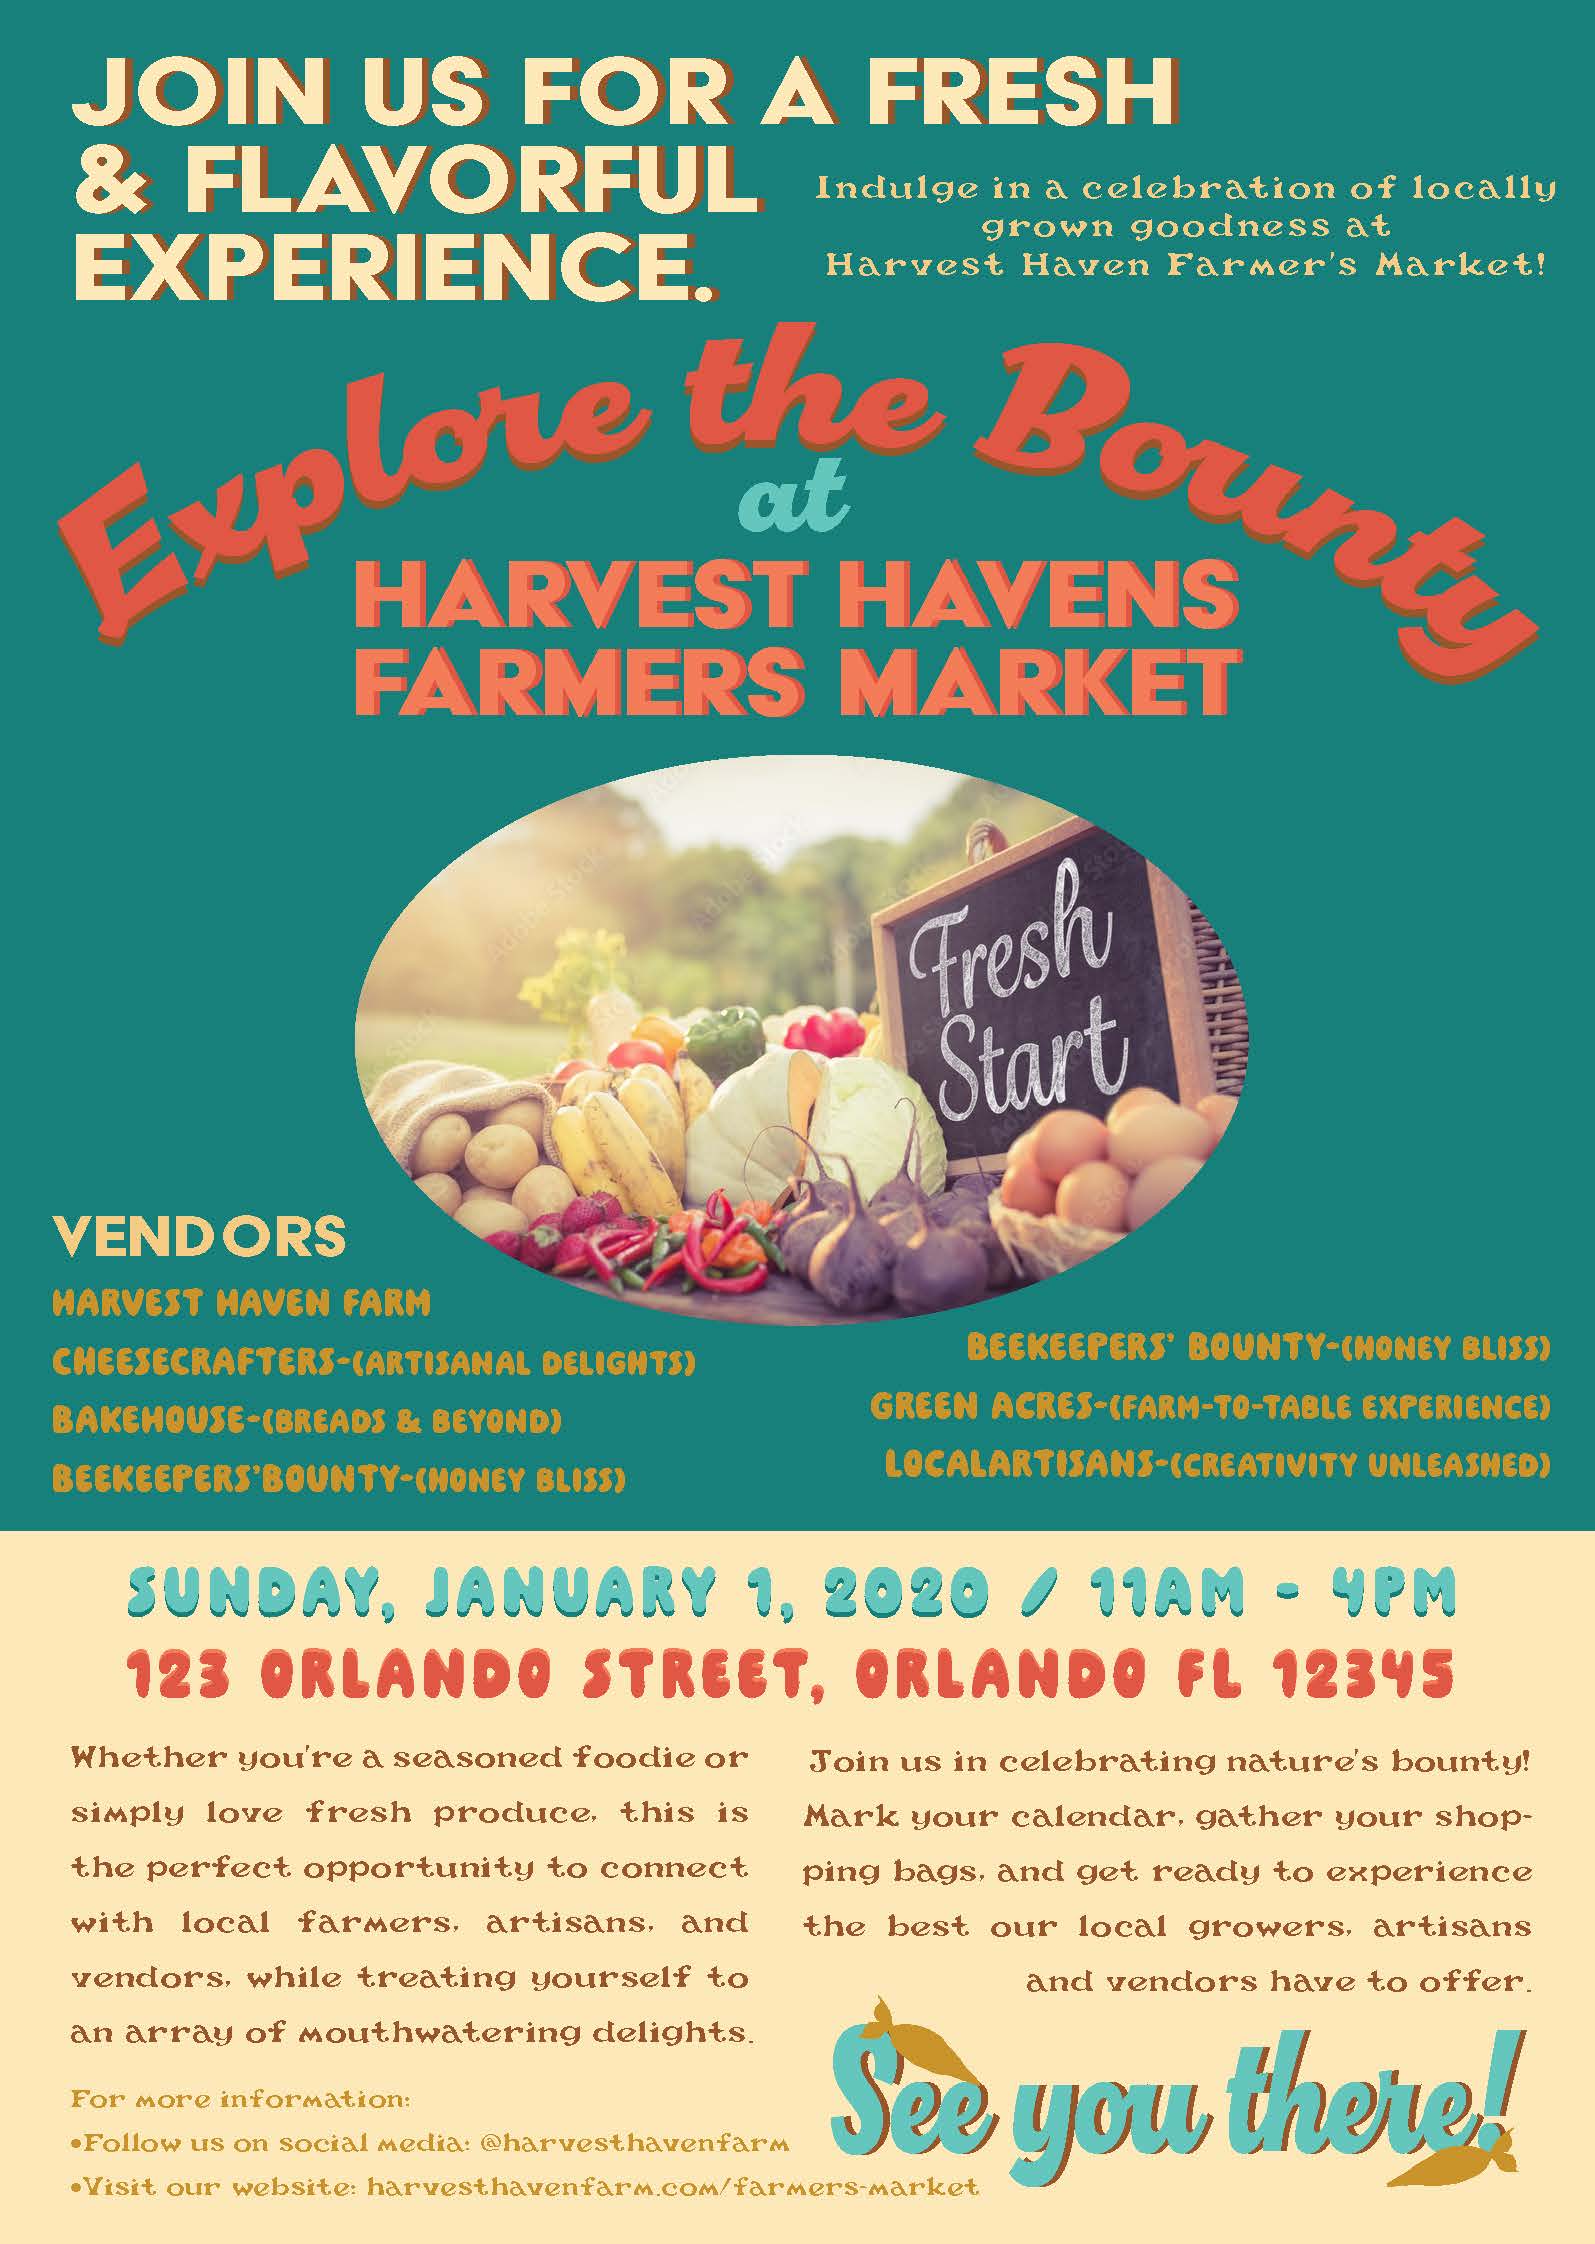 JOIN US FOR A FRESH
& FLAVORFUL
EXPERIENCE.
Indulge in a celebration of locally
grown goodness at
Harvest Haven Farmer's Market!
Explore the Bounty
at
HARVEST HAVENS
FARMERS MARKET
Fresh
Start
VENDORS
HARVEST HAVEN FARM
CHEESECRAFTERS-(ARTISANAL DELIGHTS)
BAKEHOUSE-(BREADS & BEYOND)
BEEKEEPERS'BOUNTY-(HONEY BLISS)
BEEKEEPERS' BOUNTY-(HONEY BLISS)
GREEN ACRES-(FARM-TO-TABLE EXPERIENCE)
LOCALARTISANS-(CREATIVITY UNLEASHED)
SUNDAY, JANUARY 1, 2020 / 11AM - 4PM
123 ORLANDO STREET, ORLANDO FL 12345
Whether you're a seasoned foodie or
simply love fresh produce, this is
the perfect opportunity to connect
with local farmers, artisans, and
vendors, while treating yourself to
an array of mouthwatering delights.
Join us in celebrating nature's bounty!
Mark your calendar, gather your shop-
ping bags, and get ready to experience
the best our local growers, artisans
and vendors have to offer.
For more information:
•Follow us on social media: @harvesthavenfarm
•Visit our website: harvesthavenfarm.com/farmers-market
See you there!